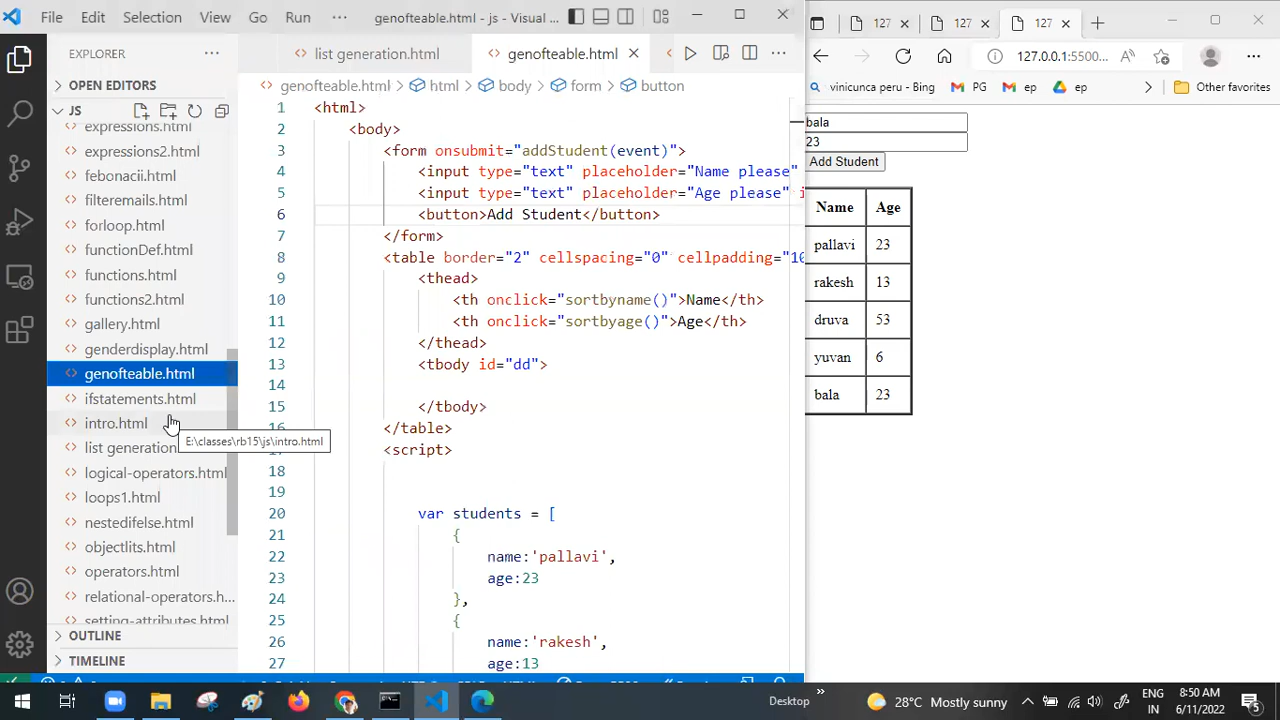 File Edit Selection View Go Run ··· genofteable.html - js - Visual ...
EXPLORER ···
OPEN EDITORS
JS
expressions.html
expressions2.html
febonacii.html
filteremails.html
forloop.html
functionDef.html
functions.html
functions2.html
gallery.html
genderdisplay.html
genofteable.html
ifstatements.html
intro.html
list generation
E:\classes\rb15\js\intro.html
logical-operators.html
loops1.html
nestedifelse.html
objectlits.html
operators.html
relational-operators.h...
setting-attributes.html
OUTLINE
TIMELINE
list generation.html genofteable.html
genofteable.html › html › body › form › button
1 <html>
2 <body>
3 <form onsubmit="addStudent(event)">
4 <input type="text" placeholder="Name please"
5 <input type="text" placeholder="Age please" i
6 <button>Add Student</button>
7 </form>
8 <table border="2" cellspacing="0" cellpadding="10
9 <thead>
10 <th onclick="sortbyname()">Name</th>
11 <th onclick="sortbyage()">Age</th>
12 </thead>
13 <tbody id="dd">
14
15 </tbody>
16 </table>
17 <script>
18
19
20 var students = [
21 {
22 name:'pallavi',
23 age:23
24 },
25 {
26 name:'rakesh',
27 age:13
127 127 127
127.0.0.1:5500...
vinicunca peru - Bing PG ep ep Other favorites
bala
23
Add Student
Name Age
pallavi 23
rakesh 13
druva 53
yuvan 6
bala 23
Desktop
28°C Mostly sunny
ENG
IN
8:50 AM
6/11/2022
5